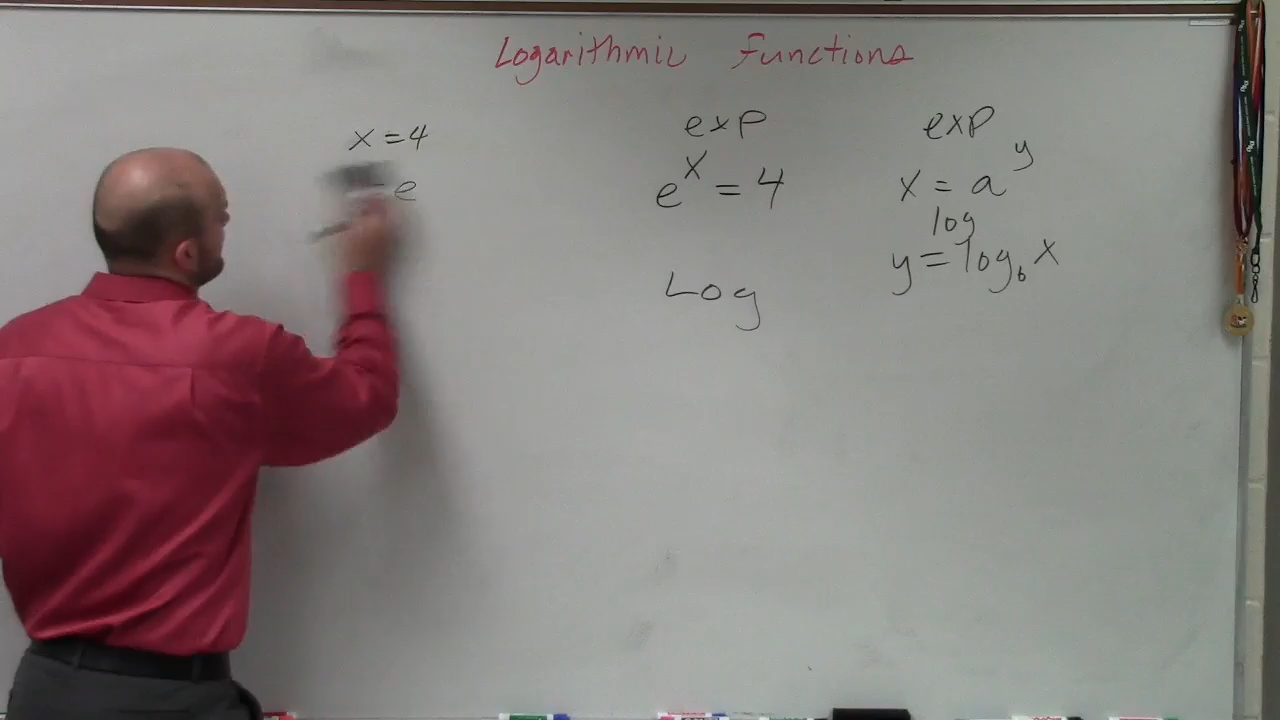 Logarithmic Functions
x = 4
e
exp
e^x = 4
Log
exp
x = a^y
log
y = log_b x